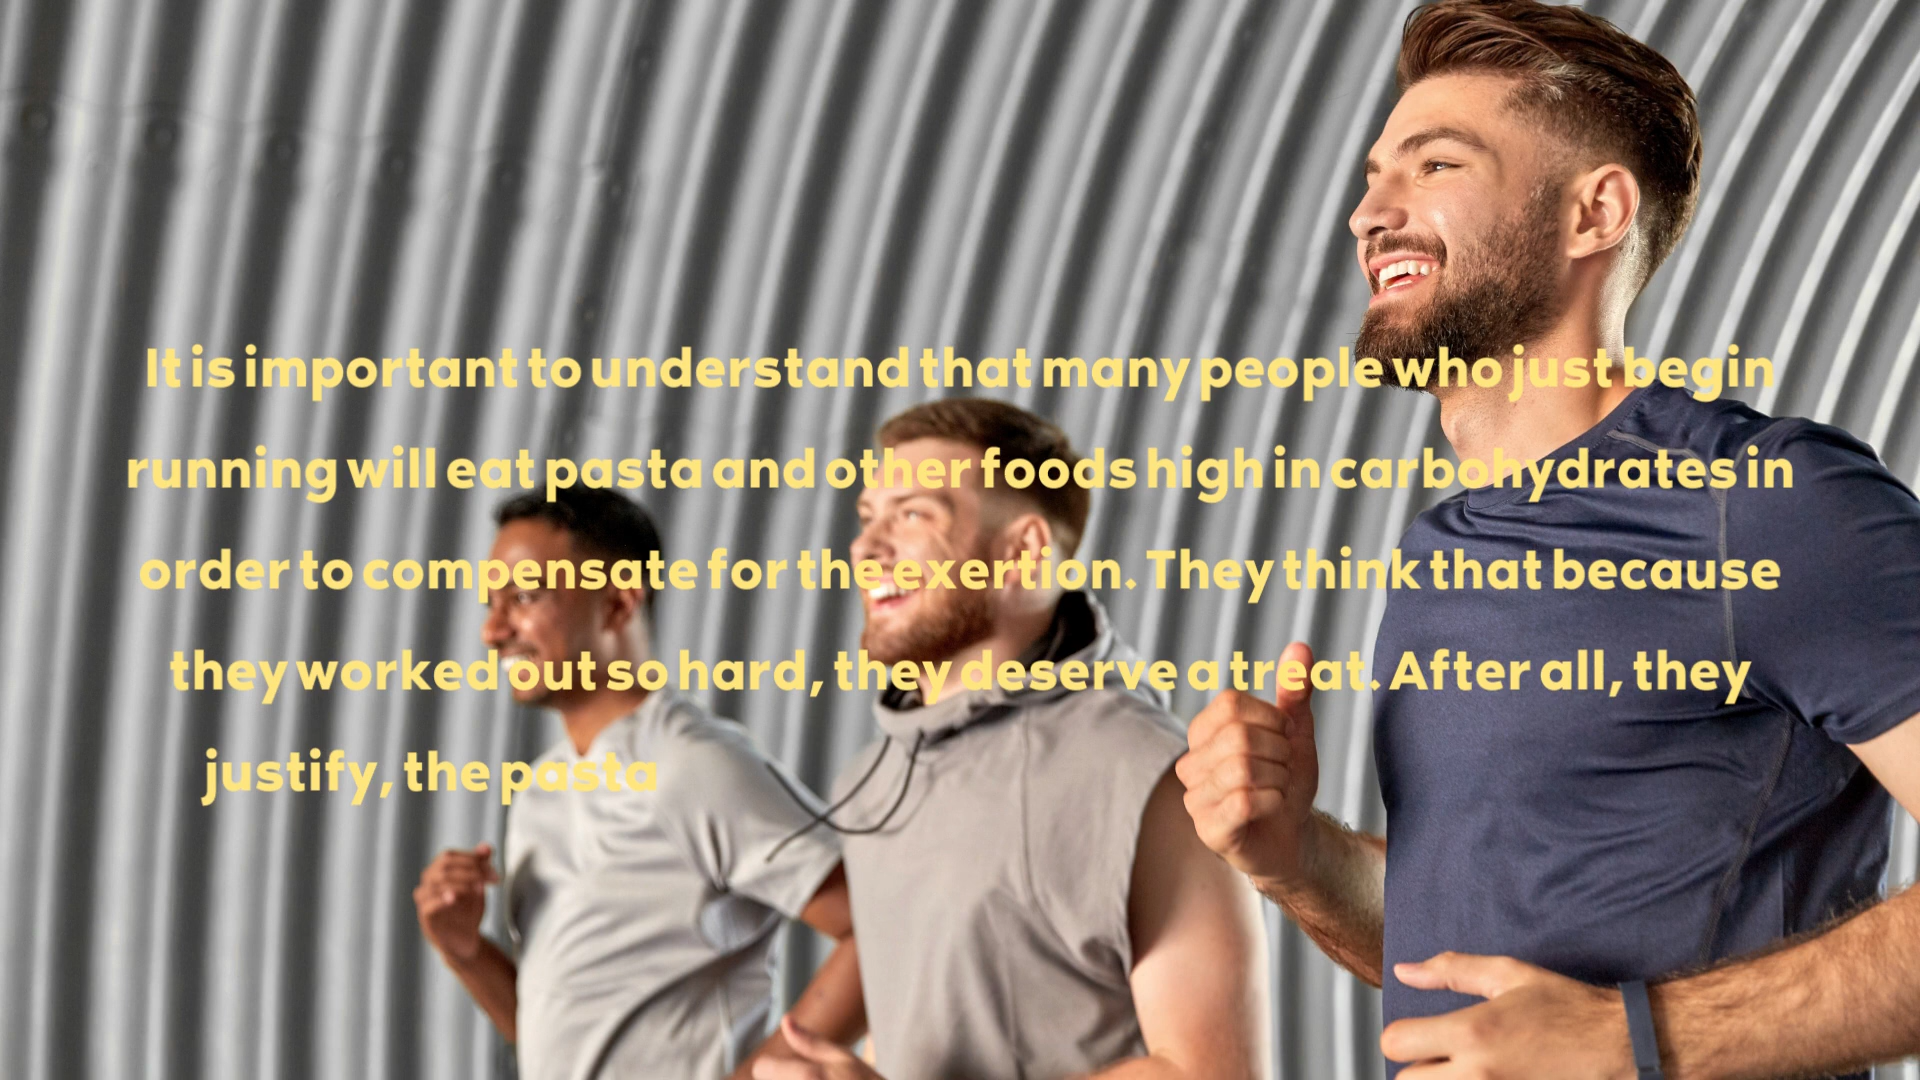 It is important to understand that many people who just begin
running will eat pasta and other foods high in carbohydrates in
order to compensate for the exertion. They think that because
they worked out so hard, they deserve a treat. After all, they
justify, the pasta